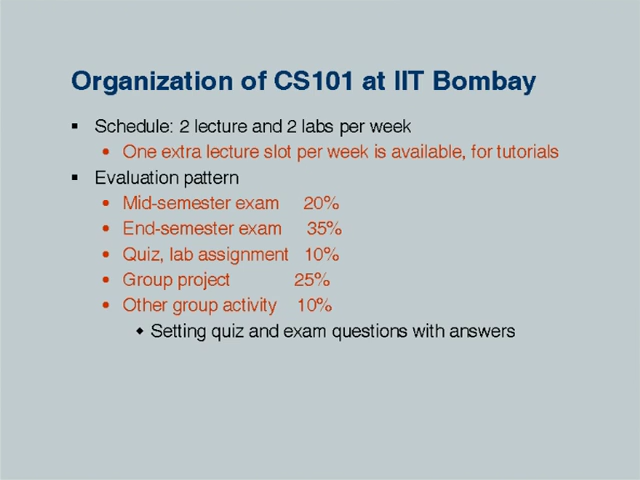 Organization of CS101 at IIT Bombay
▪ Schedule: 2 lecture and 2 labs per week
• One extra lecture slot per week is available, for tutorials
▪ Evaluation pattern
• Mid-semester exam 20%
• End-semester exam 35%
• Quiz, lab assignment 10%
• Group project 25%
• Other group activity 10%
◆ Setting quiz and exam questions with answers